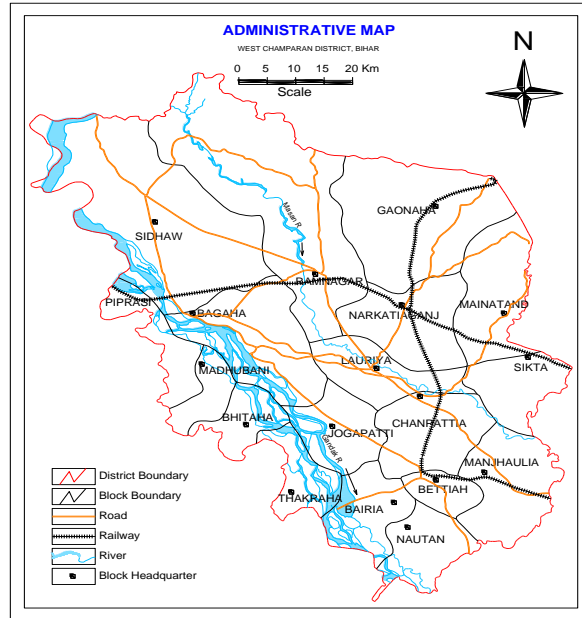 ADMINISTRATIVE MAP
WEST CHAMPARAN DISTRICT, BIHAR
0 10 20 Km
Scale
N
Masan R.
GAONAHA
SIDHAW
RAMNAGAR
PIPRASI
BAGAHA
NARKATIAGANJ
MAINATAND
LAURIYA
SIKTA
MADHUBANI
CHANPATTIA
BHITAHA
JOGAPATTI
Gandak R.
MANJHAULIA
BETTIAH
THAKRAHA
BAIRIA
NAUTAN
District Boundary
Block Boundary
Road
Railway
River
Block Headquarter